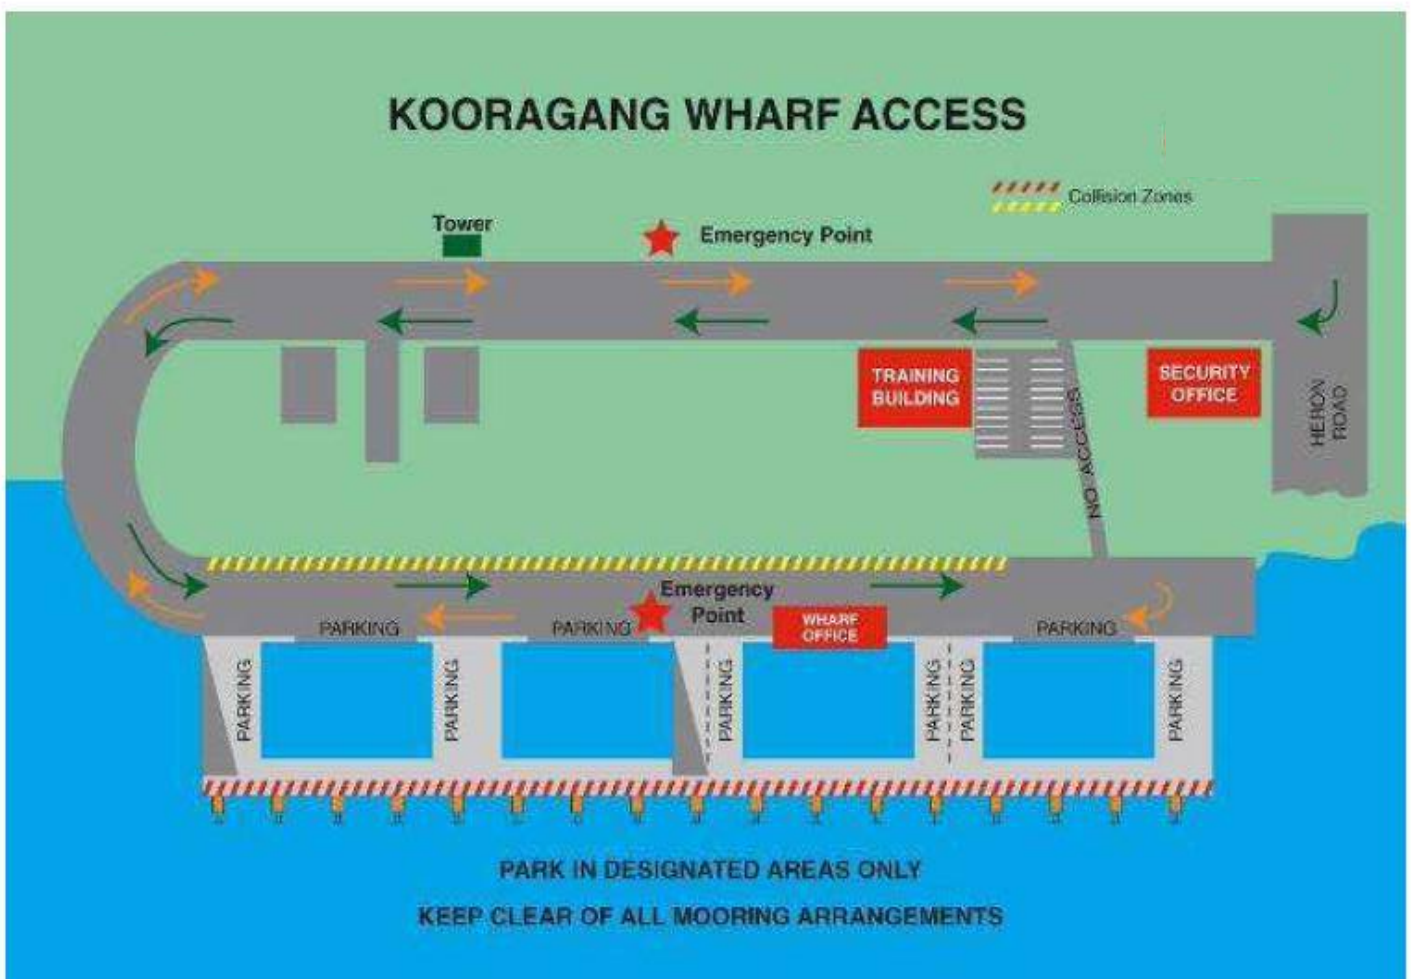 KOORAGANG WHARF ACCESS
Collision Zones
Tower
Emergency Point
TRAINING
BUILDING
SECURITY
OFFICE
HERON
ROAD
NO ACCESS
Emergency
Point
WHARF
OFFICE
PARKING
PARKING
PARKING
PARKING
PARKING
PARKING
PARKING
PARKING
PARKING
PARK IN DESIGNATED AREAS ONLY
KEEP CLEAR OF ALL MOORING ARRANGEMENTS